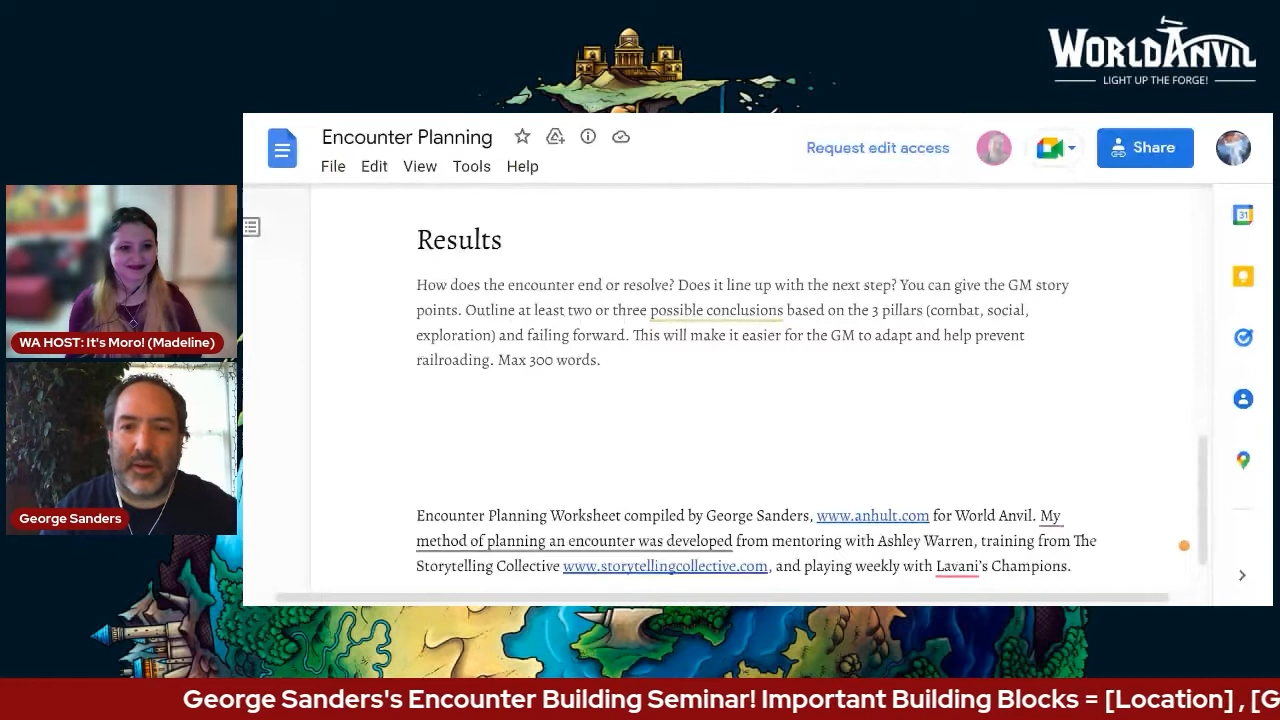 WORLDANVIL
LIGHT UP THE FORGE!
Encounter Planning
Request edit access
Share
File Edit View Tools Help
31
Results
How does the encounter end or resolve? Does it line up with the next step? You can give the GM story
points. Outline at least two or three possible conclusions based on the 3 pillars (combat, social,
exploration) and failing forward. This will make it easier for the GM to adapt and help prevent
railroading. Max 300 words.
WA HOST: It's Moro! (Madeline)
George Sanders
Encounter Planning Worksheet compiled by George Sanders, www.anhult.com for World Anvil. My
method of planning an encounter was developed from mentoring with Ashley Warren, training from The
Storytelling Collective www.storytellingcollective.com, and playing weekly with Lavani's Champions.
George Sanders's Encounter Building Seminar! Important Building Blocks = [Location] , [G